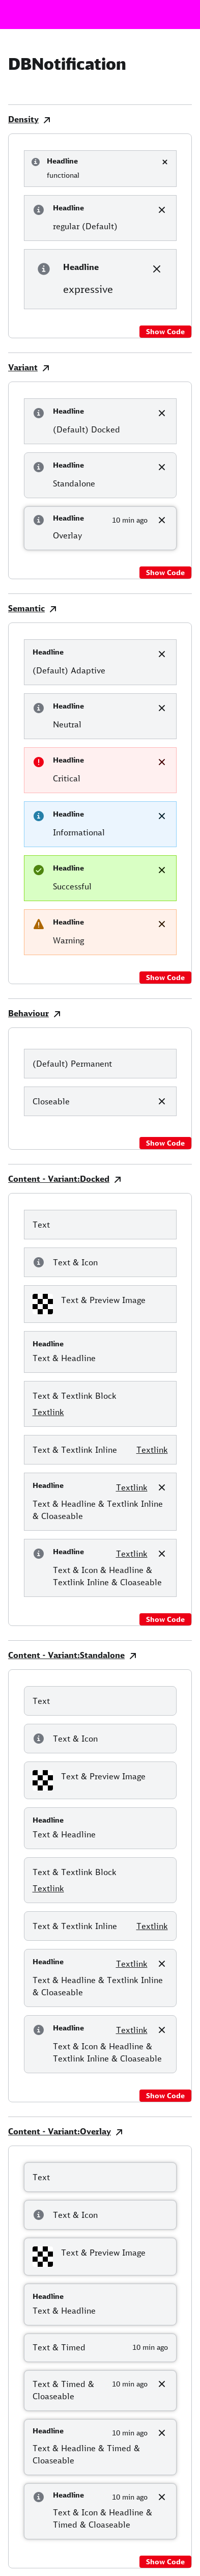 DBNotification
Density
Headline
functional
Headline
regular (Default)
Headline
expressive
Show Code
Variant
Headline
(Default) Docked
Headline
Standalone
Headline 10 min ago
Overlay
Show Code
Semantic
Headline
(Default) Adaptive
Headline
Neutral
Headline
Critical
Headline
Informational
Headline
Successful
Headline
Warning
Show Code
Behaviour
(Default) Permanent
Closeable
Show Code
Content - Variant:Docked
Text
Text & Icon
Text & Preview Image
Headline
Text & Headline
Text & Textlink Block
Textlink
Text & Textlink Inline Textlink
Headline Textlink
Text & Headline & Textlink Inline
& Cloaseable
Headline Textlink
Text & Icon & Headline &
Textlink Inline & Cloaseable
Show Code
Content - Variant:Standalone
Text
Text & Icon
Text & Preview Image
Headline
Text & Headline
Text & Textlink Block
Textlink
Text & Textlink Inline Textlink
Headline Textlink
Text & Headline & Textlink Inline
& Cloaseable
Headline Textlink
Text & Icon & Headline &
Textlink Inline & Cloaseable
Show Code
Content - Variant:Overlay
Text
Text & Icon
Text & Preview Image
Headline
Text & Headline
Text & Timed 10 min ago
Text & Timed & 10 min ago
Cloaseable
Headline 10 min ago
Text & Headline & Timed &
Cloaseable
Headline 10 min ago
Text & Icon & Headline &
Timed & Cloaseable
Show Code